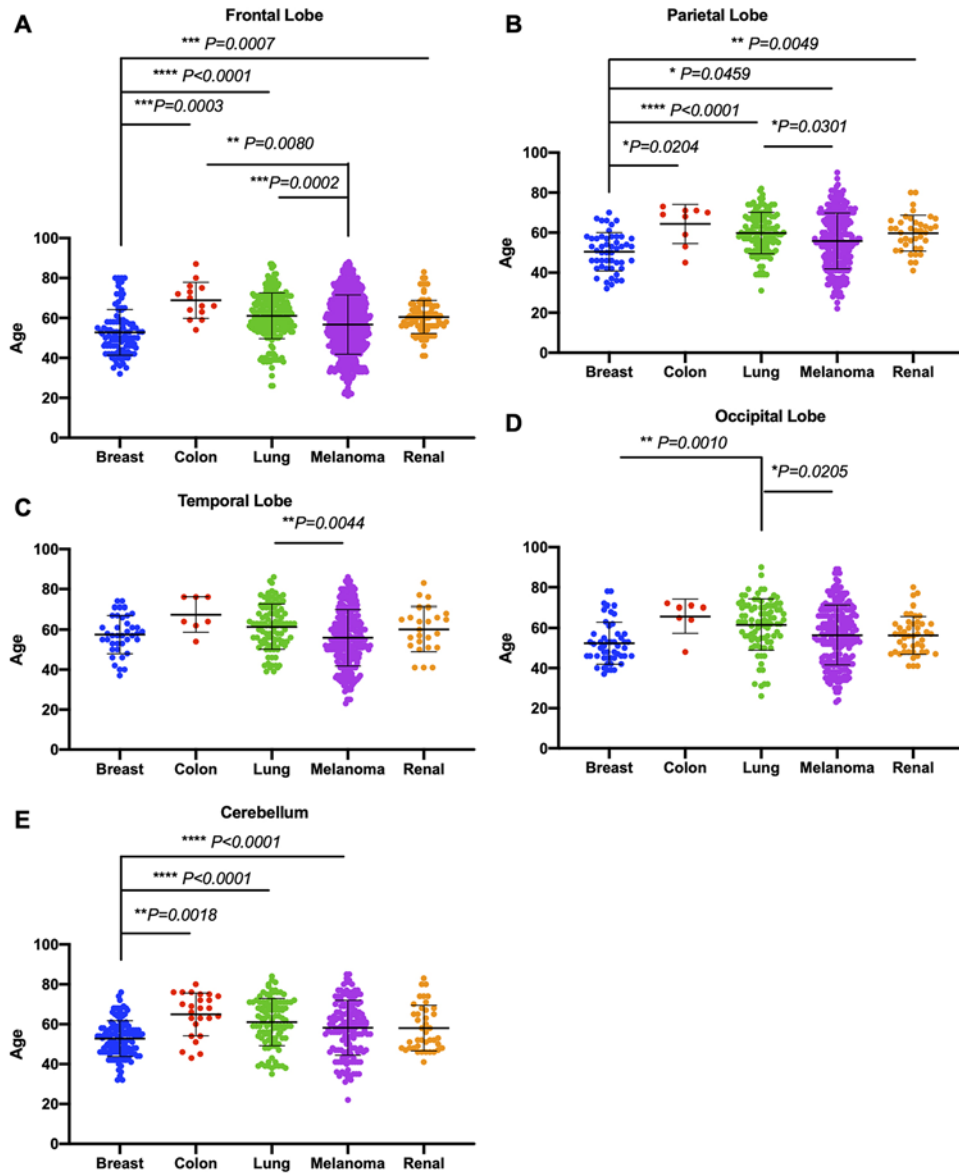 A
Frontal Lobe
*** P=0.0007
**** P<0.0001
***P=0.0003
** P=0.0080
***P=0.0002
100
80
60
40
20
0
Age
Breast Colon Lung Melanoma Renal
B
Parietal Lobe
** P=0.0049
* P=0.0459
**** P<0.0001
*P=0.0301
*P=0.0204
100
80
60
40
20
0
Age
Breast Colon Lung Melanoma Renal
C
Temporal Lobe
**P=0.0044
100
80
60
40
20
0
Age
Breast Colon Lung Melanoma Renal
D
Occipital Lobe
** P=0.0010
*P=0.0205
100
80
60
40
20
0
Age
Breast Colon Lung Melanoma Renal
E
Cerebellum
**** P<0.0001
**** P<0.0001
**P=0.0018
100
80
60
40
20
0
Age
Breast Colon Lung Melanoma Renal